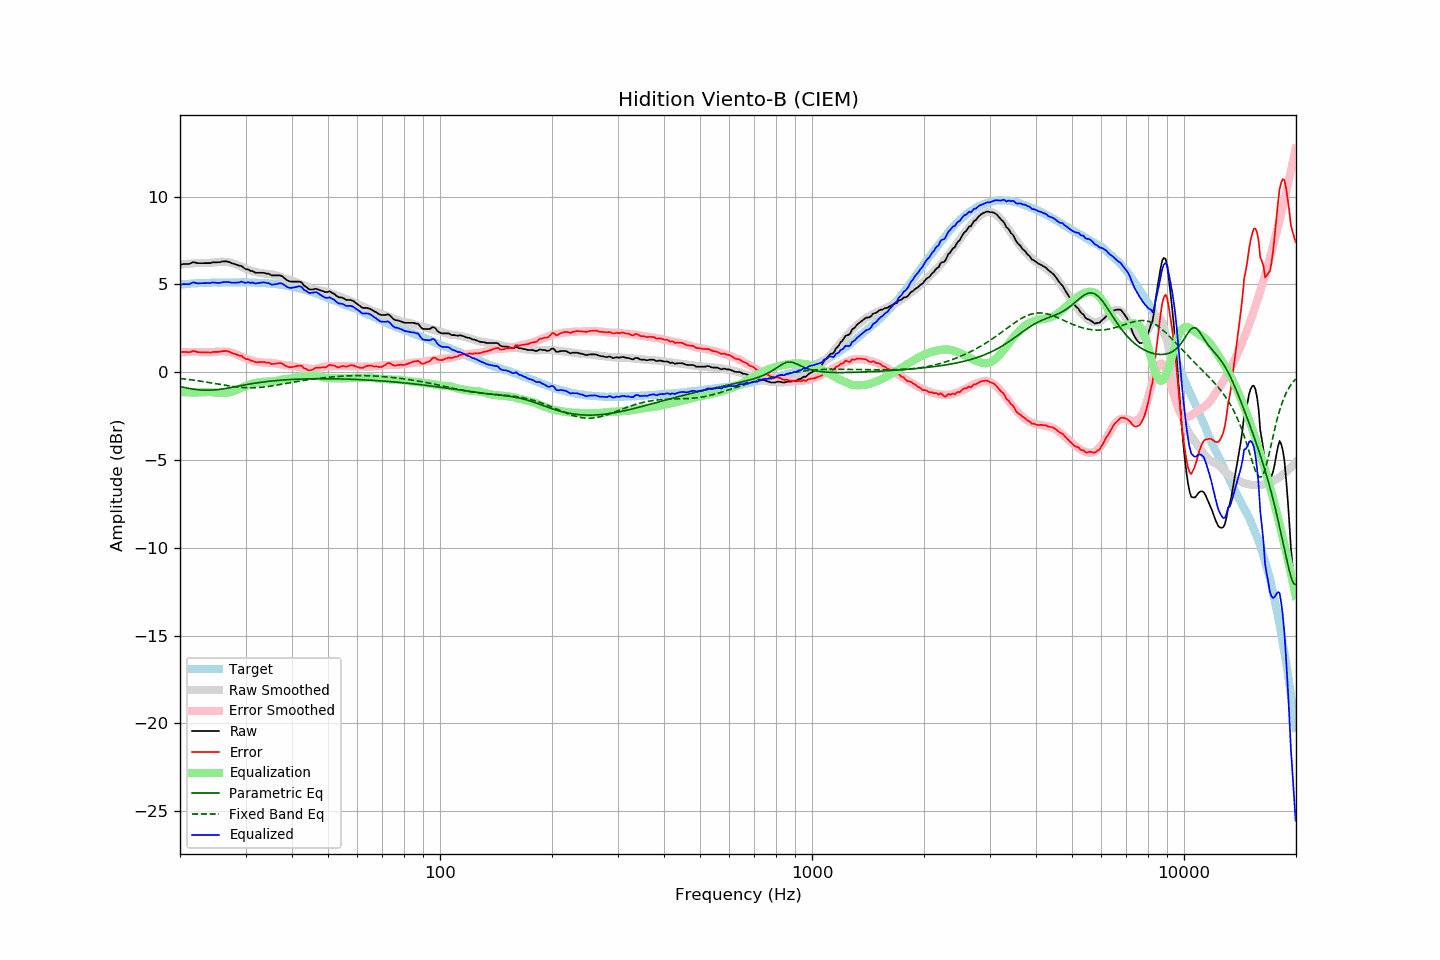 Hidition Viento-B (CIEM)
Amplitude (dBr)
10
5
0
−5
−10
−15
−20
−25
Target
Raw Smoothed
Error Smoothed
Raw
Error
Equalization
Parametric Eq
Fixed Band Eq
Equalized
100
1000
10000
Frequency (Hz)